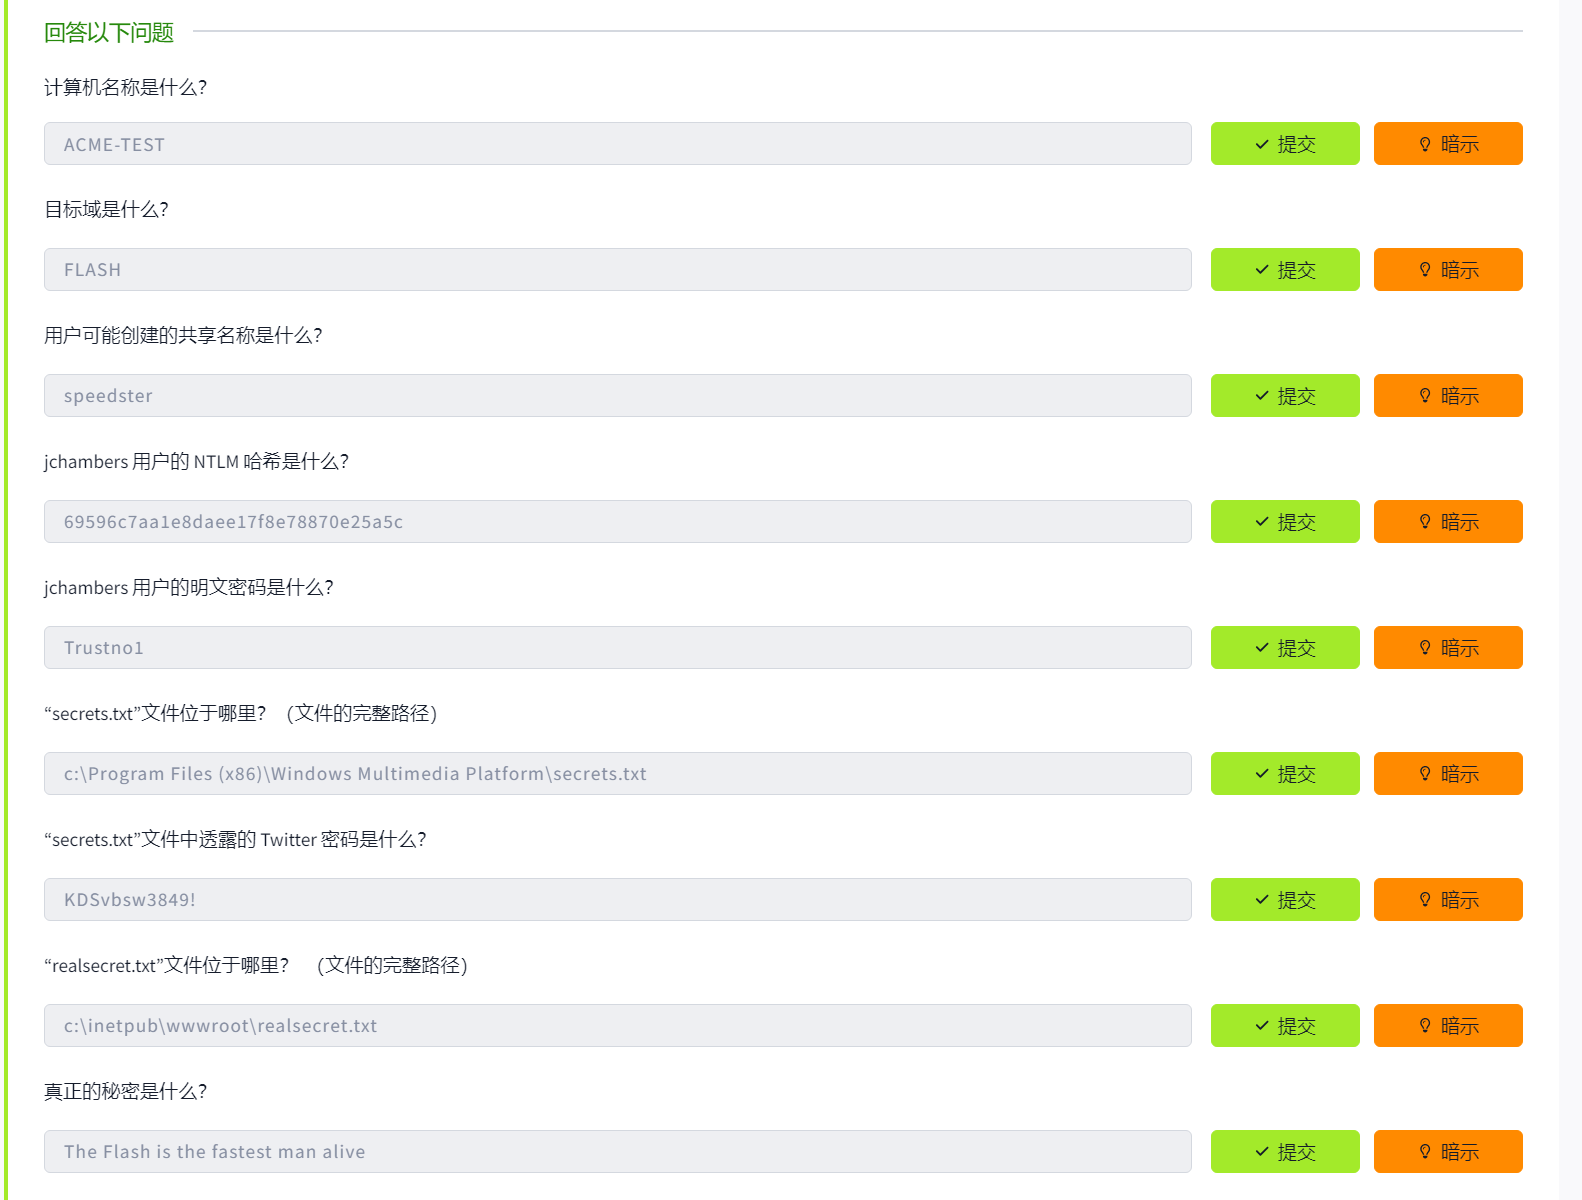 回答以下问题
计算机名称是什么？
ACME-TEST
提交
暗示
目标域是什么？
FLASH
提交
暗示
用户可能创建的共享名称是什么？
speedster
提交
暗示
jchambers 用户的 NTLM 哈希是什么？
69596c7aa1e8daee17f8e78870e25a5c
提交
暗示
jchambers 用户的明文密码是什么？
Trustno1
提交
暗示
“secrets.txt”文件位于哪里？（文件的完整路径）
c:\Program Files (x86)\Windows Multimedia Platform\secrets.txt
提交
暗示
“secrets.txt”文件中透露的 Twitter 密码是什么？
KDSvbsw3849!
提交
暗示
“realsecret.txt”文件位于哪里？ （文件的完整路径）
c:\inetpub\wwwroot\realsecret.txt
提交
暗示
真正的秘密是什么？
The Flash is the fastest man alive
提交
暗示